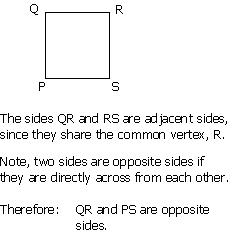 Q R
P S
The sides QR and RS are adjacent sides,
since they share the common vertex, R.
Note, two sides are opposite sides if
they are directly across from each other.
Therefore: QR and PS are opposite
sides.